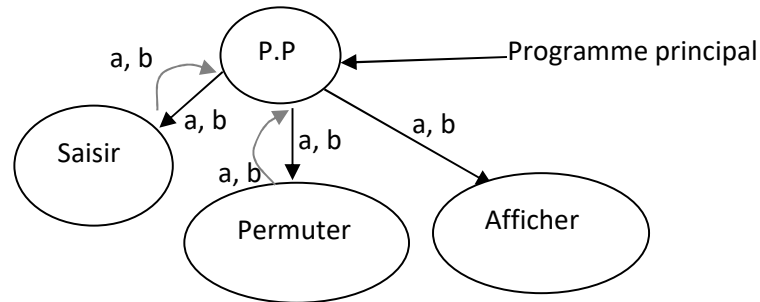 P.P
Programme principal
a, b
a, b
a, b
a, b
a, b
Saisir
Permuter
Afficher